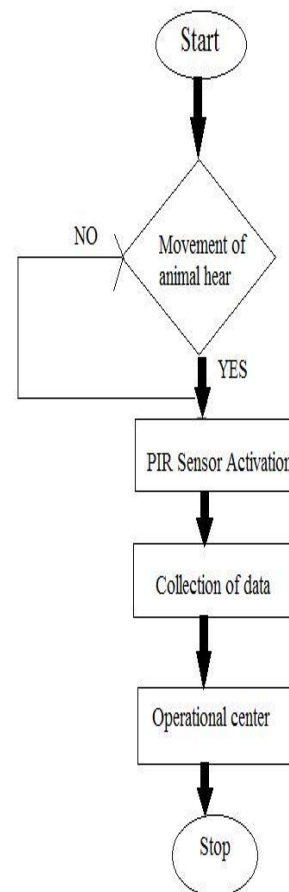 Start
NO
Movement of
animal hear
YES
PIR Sensor Activation
Collection of data
Operational center
Stop